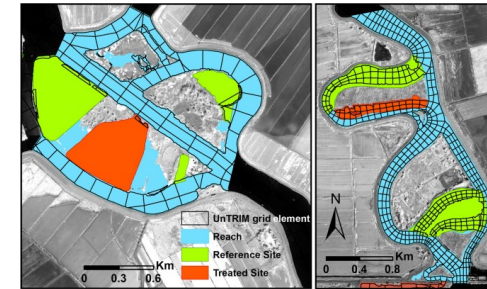 UnTRIM grid element
Reach
Reference Site
Treated Site
Km
0 0.3 0.6
N
Km
0 0.4 0.8